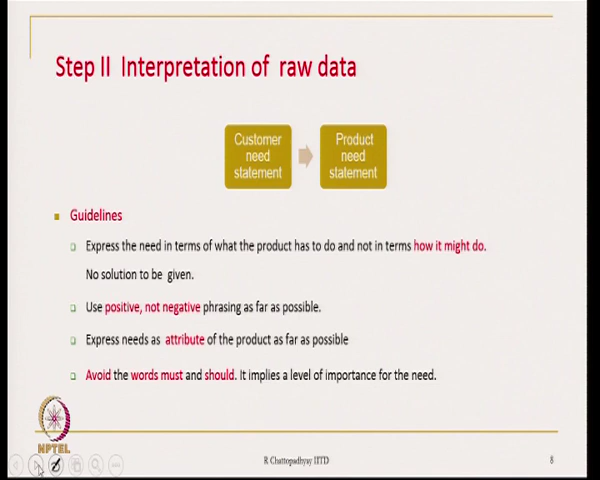 Step II Interpretation of raw data
Customer
need
statement
Product
need
statement
Guidelines
Express the need in terms of what the product has to do and not in terms how it might do.
No solution to be given.
Use positive, not negative phrasing as far as possible.
Express needs as attribute of the product as far as possible
Avoid the words must and should. It implies a level of importance for the need.
NPTEL
R Chattopadhyay IITD
8